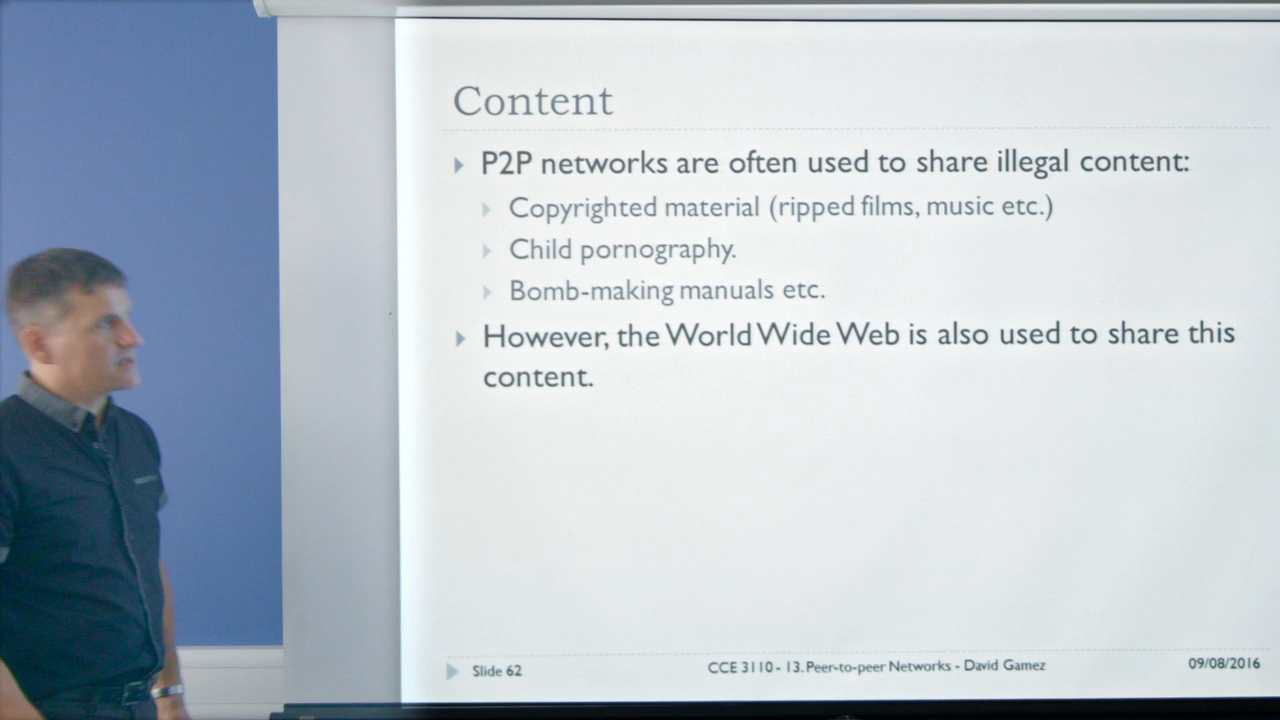 Content
P2P networks are often used to share illegal content:
Copyrighted material (ripped films, music etc.)
Child pornography.
Bomb-making manuals etc.
However, the World Wide Web is also used to share this
content.
Slide 62
CCE 3110 - 13. Peer-to-peer Networks - David Gamez
09/08/2016